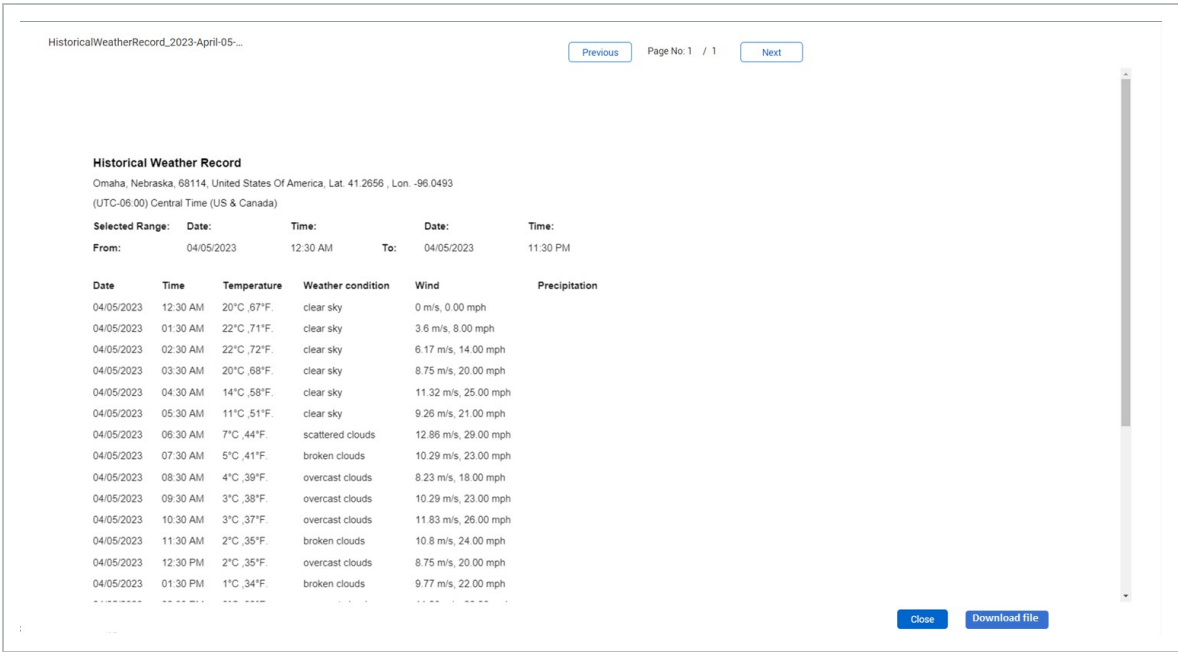 HistoricalWeatherRecord_2023-April-05-...
Previous Page No: 1 / 1 Next
Historical Weather Record
Omaha, Nebraska, 68114, United States Of America, Lat. 41.2656 , Lon. -96.0493
(UTC-06:00) Central Time (US & Canada)
Selected Range: Date: Time: Date: Time:
From: 04/05/2023 12:30 AM To: 04/05/2023 11:30 PM
Date Time Temperature Weather condition Wind Precipitation
04/05/2023 12:30 AM 20°C ,67°F. clear sky 0 m/s, 0.00 mph
04/05/2023 01:30 AM 22°C ,71°F. clear sky 3.6 m/s, 8.00 mph
04/05/2023 02:30 AM 22°C ,72°F. clear sky 6.17 m/s, 14.00 mph
04/05/2023 03:30 AM 20°C ,68°F. clear sky 8.75 m/s, 20.00 mph
04/05/2023 04:30 AM 14°C ,58°F. clear sky 11.32 m/s, 25.00 mph
04/05/2023 05:30 AM 11°C ,51°F. clear sky 9.26 m/s, 21.00 mph
04/05/2023 06:30 AM 7°C ,44°F. scattered clouds 12.86 m/s, 29.00 mph
04/05/2023 07:30 AM 5°C ,41°F. broken clouds 10.29 m/s, 23.00 mph
04/05/2023 08:30 AM 4°C ,39°F. overcast clouds 8.23 m/s, 18.00 mph
04/05/2023 09:30 AM 3°C ,38°F. overcast clouds 10.29 m/s, 23.00 mph
04/05/2023 10:30 AM 3°C ,37°F. overcast clouds 11.83 m/s, 26.00 mph
04/05/2023 11:30 AM 2°C ,35°F. broken clouds 10.8 m/s, 24.00 mph
04/05/2023 12:30 PM 2°C ,35°F. overcast clouds 8.75 m/s, 20.00 mph
04/05/2023 01:30 PM 1°C ,34°F. broken clouds 9.77 m/s, 22.00 mph
Close Download file